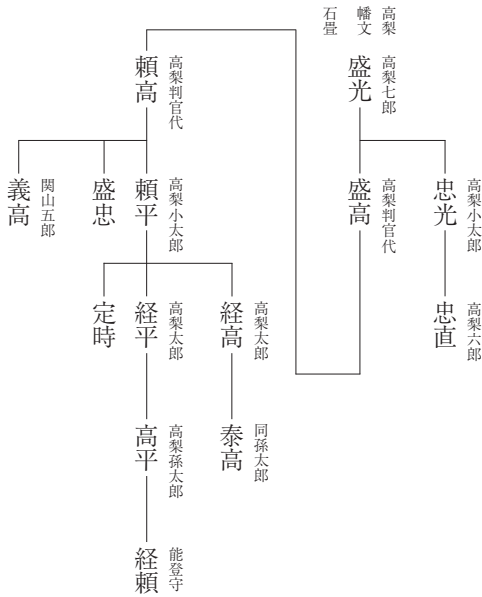 高梨
幡文
石畳
高梨七郎
盛光
高梨小太郎
忠光
高梨六郎
忠直
高梨判官代
盛高
高梨判官代
頼高
高梨小太郎
頼平
盛忠
関山五郎
義高
高梨太郎
経高
同孫太郎
泰高
高梨太郎
経平
定時
高梨孫太郎
高平
能登守
経頼